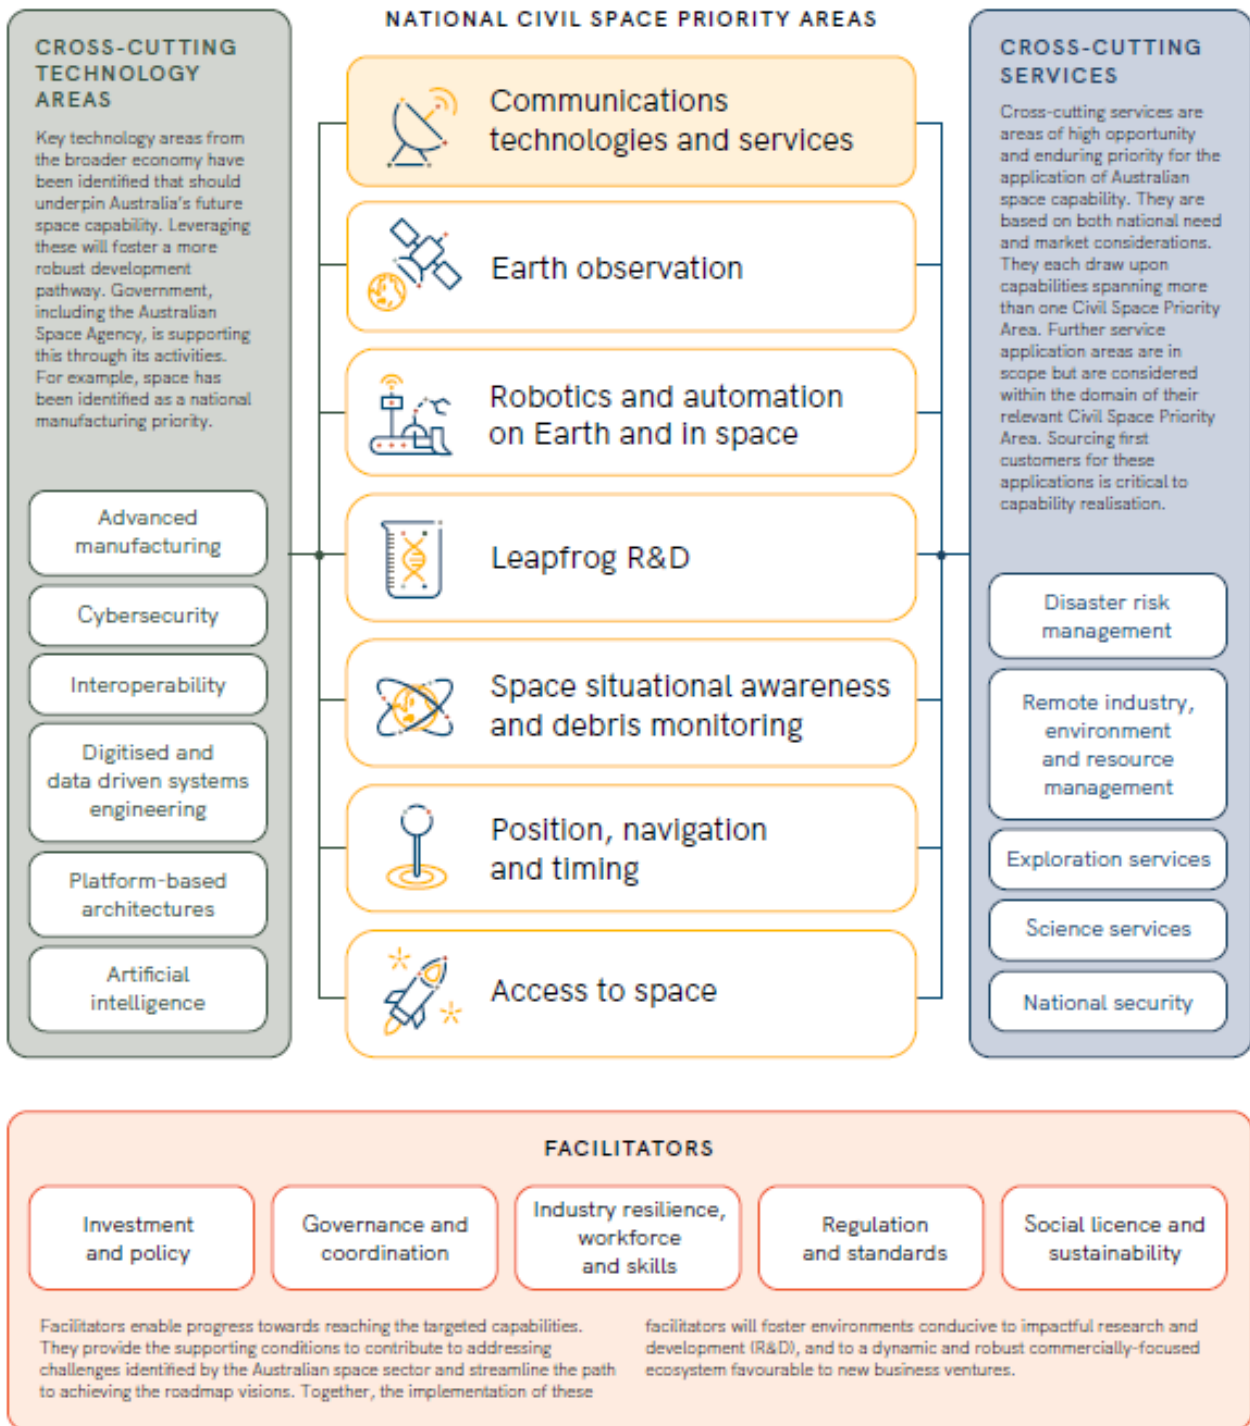 NATIONAL CIVIL SPACE PRIORITY AREAS
CROSS-CUTTING
TECHNOLOGY
AREAS
Key technology areas from
the broader economy have
been identified that should
underpin Australia's future
space capability. Leveraging
these will foster a more
robust development
pathway. Government,
including the Australian
Space Agency, is supporting
this through its activities.
For example, space has
been identified as a national
manufacturing priority.
Advanced
manufacturing
Cybersecurity
Interoperability
Digitised and
data driven systems
engineering
Platform-based
architectures
Artificial
intelligence
Communications
technologies and services
Earth observation
Robotics and automation
on Earth and in space
Leapfrog R&D
Space situational awareness
and debris monitoring
Position, navigation
and timing
Access to space
CROSS-CUTTING
SERVICES
Cross-cutting services are
areas of high opportunity
and enduring priority for the
application of Australian
space capability. They are
based on both national need
and market considerations.
They each draw upon
capabilities spanning more
than one Civil Space Priority
Area. Further service
application areas are in
scope but are considered
within the domain of their
relevant Civil Space Priority
Area. Sourcing first
customers for these
applications is critical to
capability realisation.
Disaster risk
management
Remote industry,
environment
and resource
management
Exploration services
Science services
National security
FACILITATORS
Investment
and policy
Governance and
coordination
Industry resilience,
workforce
and skills
Regulation
and standards
Social licence and
sustainability
Facilitators enable progress towards reaching the targeted capabilities.
They provide the supporting conditions to contribute to addressing
challenges identified by the Australian space sector and streamline the path
to achieving the roadmap visions. Together, the implementation of these
facilitators will foster environments conducive to impactful research and
development (R&D), and to a dynamic and robust commercially-focused
ecosystem favourable to new business ventures.